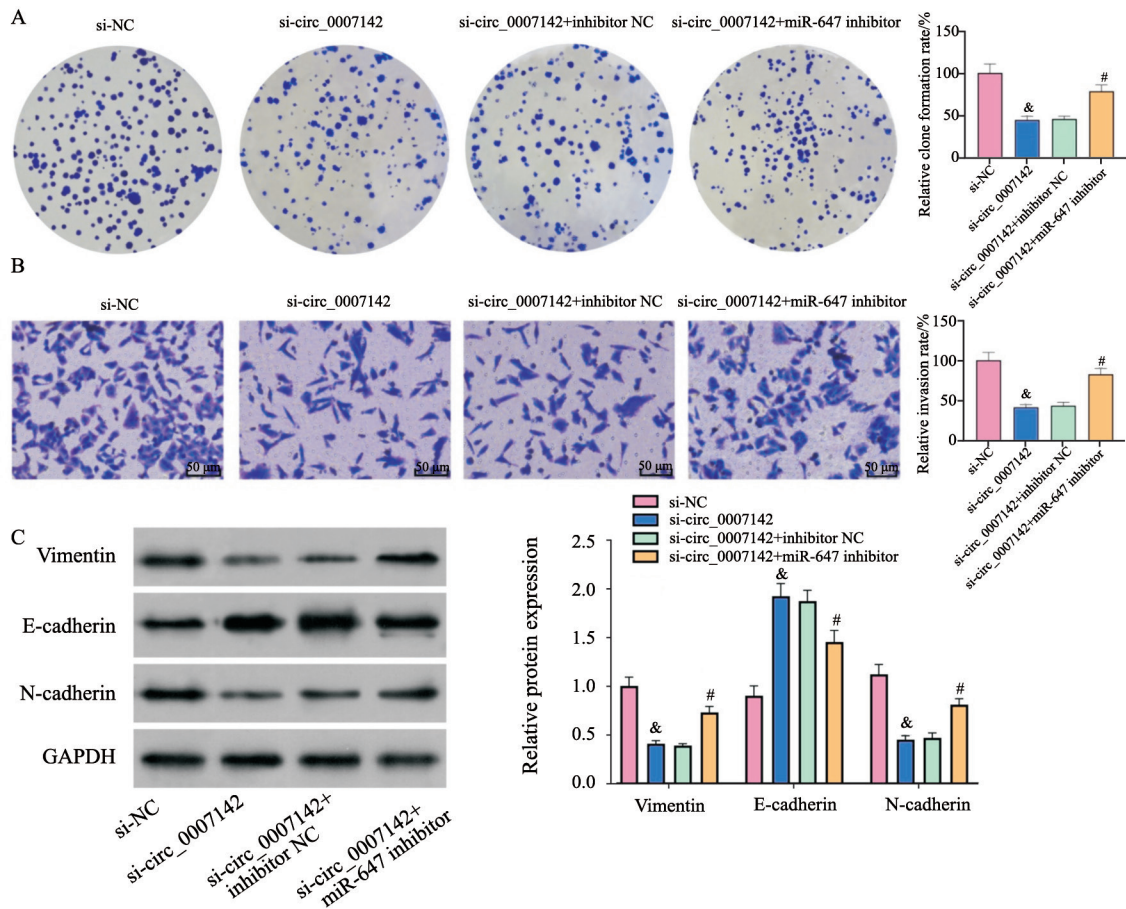 A
si-NC
si-circ_0007142
si-circ_0007142+inhibitor NC
si-circ_0007142+miR-647 inhibitor
Relative clone formation rate/%
150
100
50
0
&
#
si-NC
si-circ_0007142
si-circ_0007142+inhibitor NC
si-circ_0007142+miR-647 inhibitor
B
si-NC
si-circ_0007142
si-circ_0007142+inhibitor NC
si-circ_0007142+miR-647 inhibitor
50 μm
50 μm
50 μm
50 μm
Relative invasion rate/%
150
100
50
0
&
#
si-NC
si-circ_0007142
si-circ_0007142+inhibitor NC
si-circ_0007142+miR-647 inhibitor
C
Vimentin
E-cadherin
N-cadherin
GAPDH
si-NC
si-circ_0007142
si-circ_0007142+
inhibitor NC
si-circ_0007142+
miR-647 inhibitor
si-NC
si-circ_0007142
si-circ_0007142+inhibitor NC
si-circ_0007142+miR-647 inhibitor
Relative protein expression
2.5
2.0
1.5
1.0
0.5
0.0
&
#
&
#
&
#
Vimentin
E-cadherin
N-cadherin